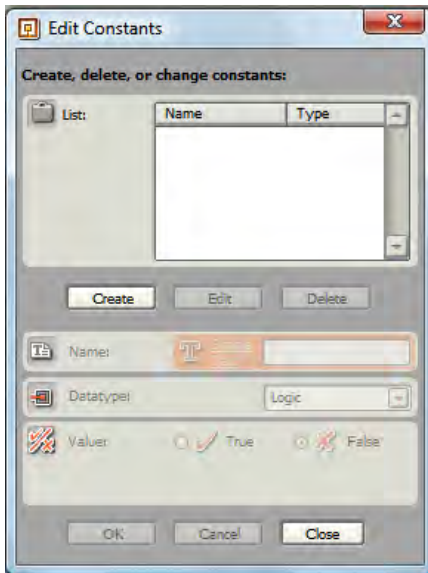 Edit Constants
Create, delete, or change constants:
List:
Name Type
Create Edit Delete
Name:
Datatype: Logic
Value: True False
OK Cancel Close